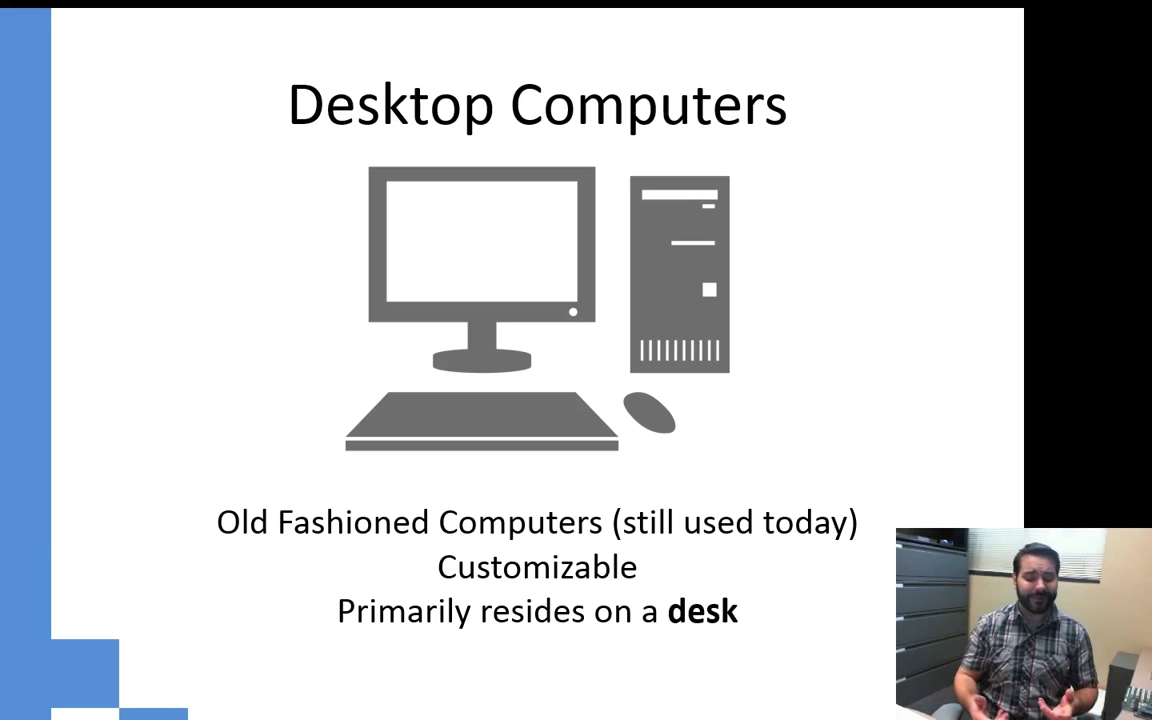 Desktop Computers
Old Fashioned Computers (still used today)
Customizable
Primarily resides on a desk